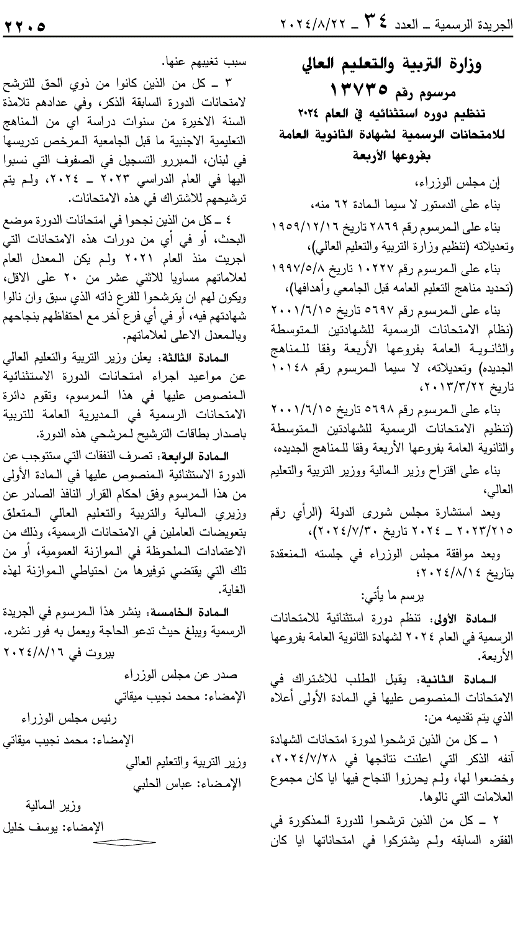 الجريدة الرسمية ــ العدد ٣٤ ــ ٢٠٢٤/٨/٢٢
٢٢٠٥
وزارة التربية والتعليم العالي
مرسوم رقم ١٣٧٣٥
تنظيم دوره استثنائيه في العام ٢٠٢٤
للامتحانات الرسمية لشهادة الثانوية العامة
بفروعها الأربعة
إن مجلس الوزراء،
بناء على الدستور لا سيما المادة ٦٢ منه،
بناء على المرسوم رقم ٢٨٦٩ تاريخ ١٩٥٩/١٢/١٦
وتعديلاته (تنظيم وزارة التربية والتعليم العالي)،
بناء على المرسوم رقم ١٠٢٢٧ تاريخ ١٩٩٧/٥/٨
(تحديد مناهج التعليم العامه قبل الجامعي وأهدافها)،
بناء على المرسوم رقم ٥٦٩٧ تاريخ ٢٠٠١/٦/١٥
(نظام الامتحانات الرسمية للشهادتين المتوسطة
والثانوية العامة بفروعها الأربعة وفقا للمناهج
الجديده) وتعديلاته، لا سيما المرسوم رقم ١٠١٤٨
تاريخ ٢٠١٣/٣/٢٢،
بناء على المرسوم رقم ٥٦٩٨ تاريخ ٢٠٠١/٦/١٥
(تنظيم الامتحانات الرسمية للشهادتين المتوسطة
والثانوية العامة بفروعها الأربعة وفقا للمناهج الجديده،
بناء على اقتراح وزير المالية ووزير التربية والتعليم
العالي،
وبعد استشارة مجلس شورى الدولة (الرأي رقم
٢٠٢٣/٢١٥ ــ ٢٠٢٤ تاريخ ٢٠٢٤/٧/٣٠)،
وبعد موافقة مجلس الوزراء في جلسته المنعقدة
بتاريخ ٢٠٢٤/٨/١٤؛
يرسم ما يأتي:
المادة الأولى: تنظم دورة استثنائية للامتحانات
الرسمية في العام ٢٠٢٤ لشهادة الثانوية العامة بفروعها
الأربعة.
المادة الثانية: يقبل الطلب للاشتراك في
الامتحانات المنصوص عليها في المادة الأولى أعلاه
الذي يتم تقديمه من:
١ ــ كل من الذين ترشحوا لدورة امتحانات الشهادة
آنفه الذكر التي اعلنت نتائجها في ٢٠٢٤/٧/٢٨،
وخضعوا لها، ولم يحرزوا النجاح فيها ايا كان مجموع
العلامات التي نالوها.
٢ ــ كل من الذين ترشحوا للدورة المذكورة في
الفقره السابقه ولم يشتركوا في امتحاناتها ايا كان
سبب تغيبهم عنها.
٣ ــ كل من الذين كانوا من ذوي الحق للترشح
لامتحانات الدورة السابقة الذكر، وفي عدادهم تلامذة
السنة الاخيرة من سنوات دراسة أي من المناهج
التعليمية الاجنبية ما قبل الجامعية المرخص تدريسها
في لبنان، المبررو التسجيل في الصفوف التي نسبوا
اليها في العام الدراسي ٢٠٢٣ ــ ٢٠٢٤، ولم يتم
ترشيحهم للاشتراك في هذه الامتحانات.
٤ ــ كل من الذين نجحوا في امتحانات الدورة موضع
البحث، أو في أي من دورات هذه الامتحانات التي
أجريت منذ العام ٢٠٢١ ولم يكن المعدل العام
لعلاماتهم مساويا للاثني عشر من ٢٠ على الاقل،
ويكون لهم ان يترشحوا للفرع ذاته الذي سبق وان نالوا
شهادتهم فيه، أو في أي فرع آخر مع احتفاظهم بنجاحهم
وبالمعدل الاعلى لعلاماتهم.
المادة الثالثة: يعلن وزير التربية والتعليم العالي
عن مواعيد اجراء امتحانات الدورة الاستثنائية
المنصوص عليها في هذا المرسوم، وتقوم دائرة
الامتحانات الرسمية في المديرية العامة للتربية
باصدار بطاقات الترشيح لمرشحي هذه الدورة.
المادة الرابعة: تصرف النفقات التي ستتوجب عن
الدورة الاستثنائية المنصوص عليها في المادة الأولى
من هذا المرسوم وفق احكام القرار النافذ الصادر عن
وزيري المالية والتربية والتعليم العالي المتعلق
بتعويضات العاملين في الامتحانات الرسمية، وذلك من
الاعتمادات الملحوظة في الموازنة العمومية، أو من
تلك التي يقتضي توفيرها من احتياطي الموازنة لهذه
الغاية.
المادة الخامسة: ينشر هذا المرسوم في الجريدة
الرسمية ويبلغ حيث تدعو الحاجة ويعمل به فور نشره.
بيروت في ٢٠٢٤/٨/١٦
صدر عن مجلس الوزراء
الإمضاء: محمد نجيب ميقاتي
رئيس مجلس الوزراء
الإمضاء: محمد نجيب ميقاتي
وزير التربية والتعليم العالي
الإمضاء: عباس الحلبي
وزير المالية
الإمضاء: يوسف خليل